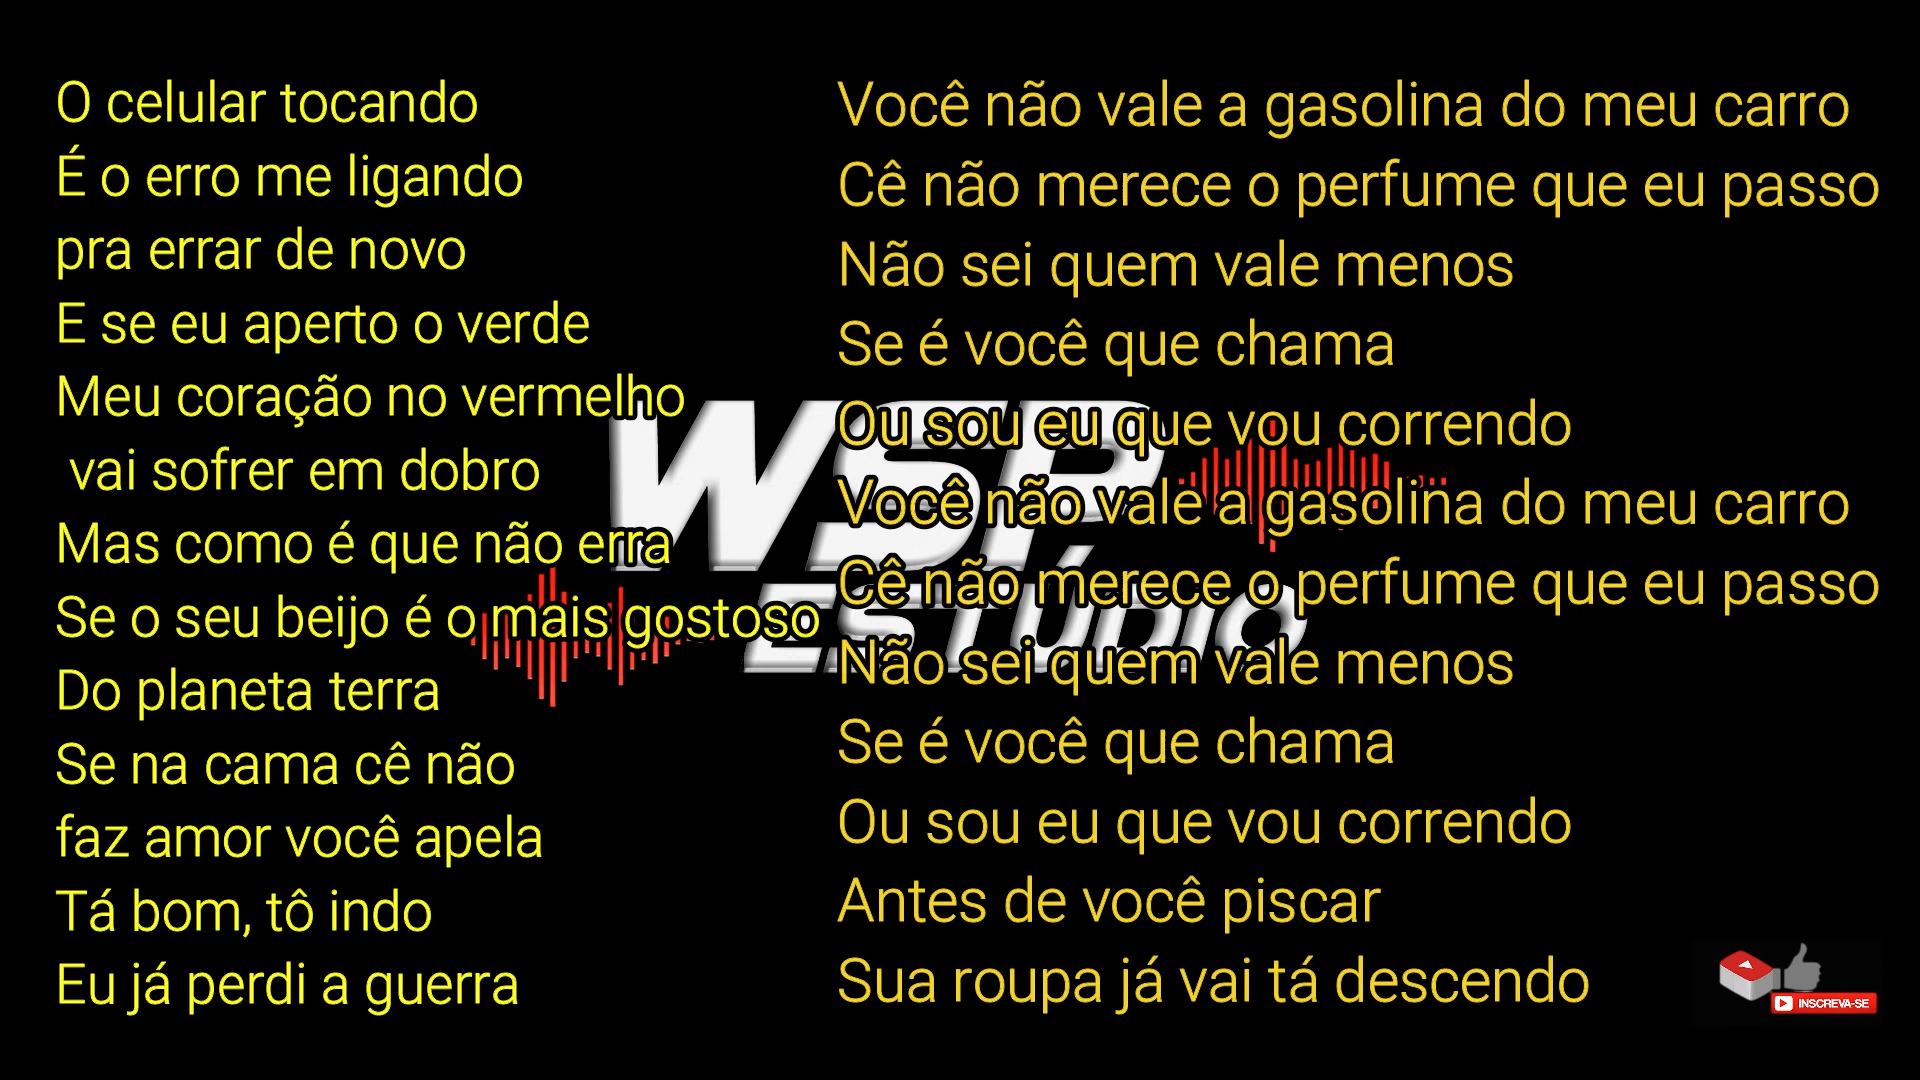 O celular tocando
É o erro me ligando
pra errar de novo
E se eu aperto o verde
Meu coração no vermelho
vai sofrer em dobro
Mas como é que não erra
Se o seu beijo é o mais gostoso
Do planeta terra
Se na cama cê não
faz amor você apela
Tá bom, tô indo
Eu já perdi a guerra
Você não vale a gasolina do meu carro
Cê não merece o perfume que eu passo
Não sei quem vale menos
Se é você que chama
Ou sou eu que vou correndo
Você não vale a gasolina do meu carro
Cê não merece o perfume que eu passo
Não sei quem vale menos
Se é você que chama
Ou sou eu que vou correndo
Antes de você piscar
Sua roupa já vai tá descendo
WSP
ESTÚDIO
INSCREVA-SE